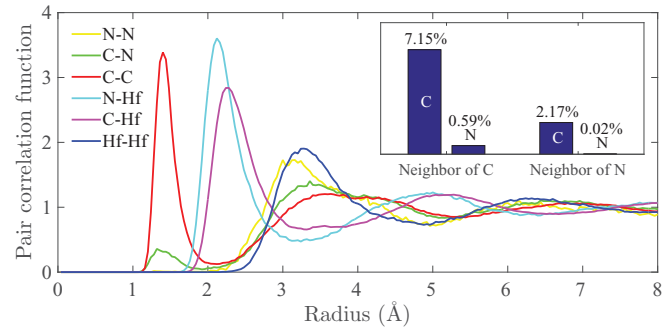 Pair correlation function
4
3
2
1
0
N-N
C-N
C-C
N-Hf
C-Hf
Hf-Hf
7.15%
C
0.59%
N
2.17%
C
0.02%
N
Neighbor of C
Neighbor of N
0 1 2 3 4 5 6 7 8
Radius (Å)